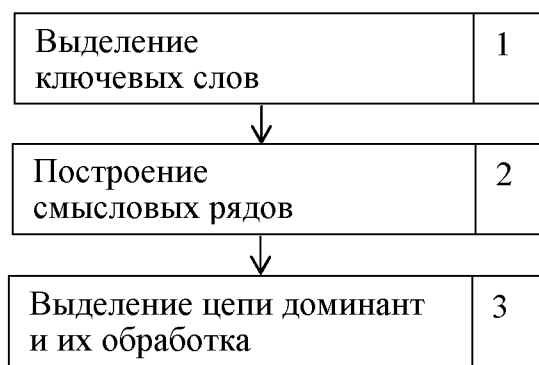 Выделение
ключевых слов
1
Построение
смысловых рядов
2
Выделение цепи доминант
и их обработка
3